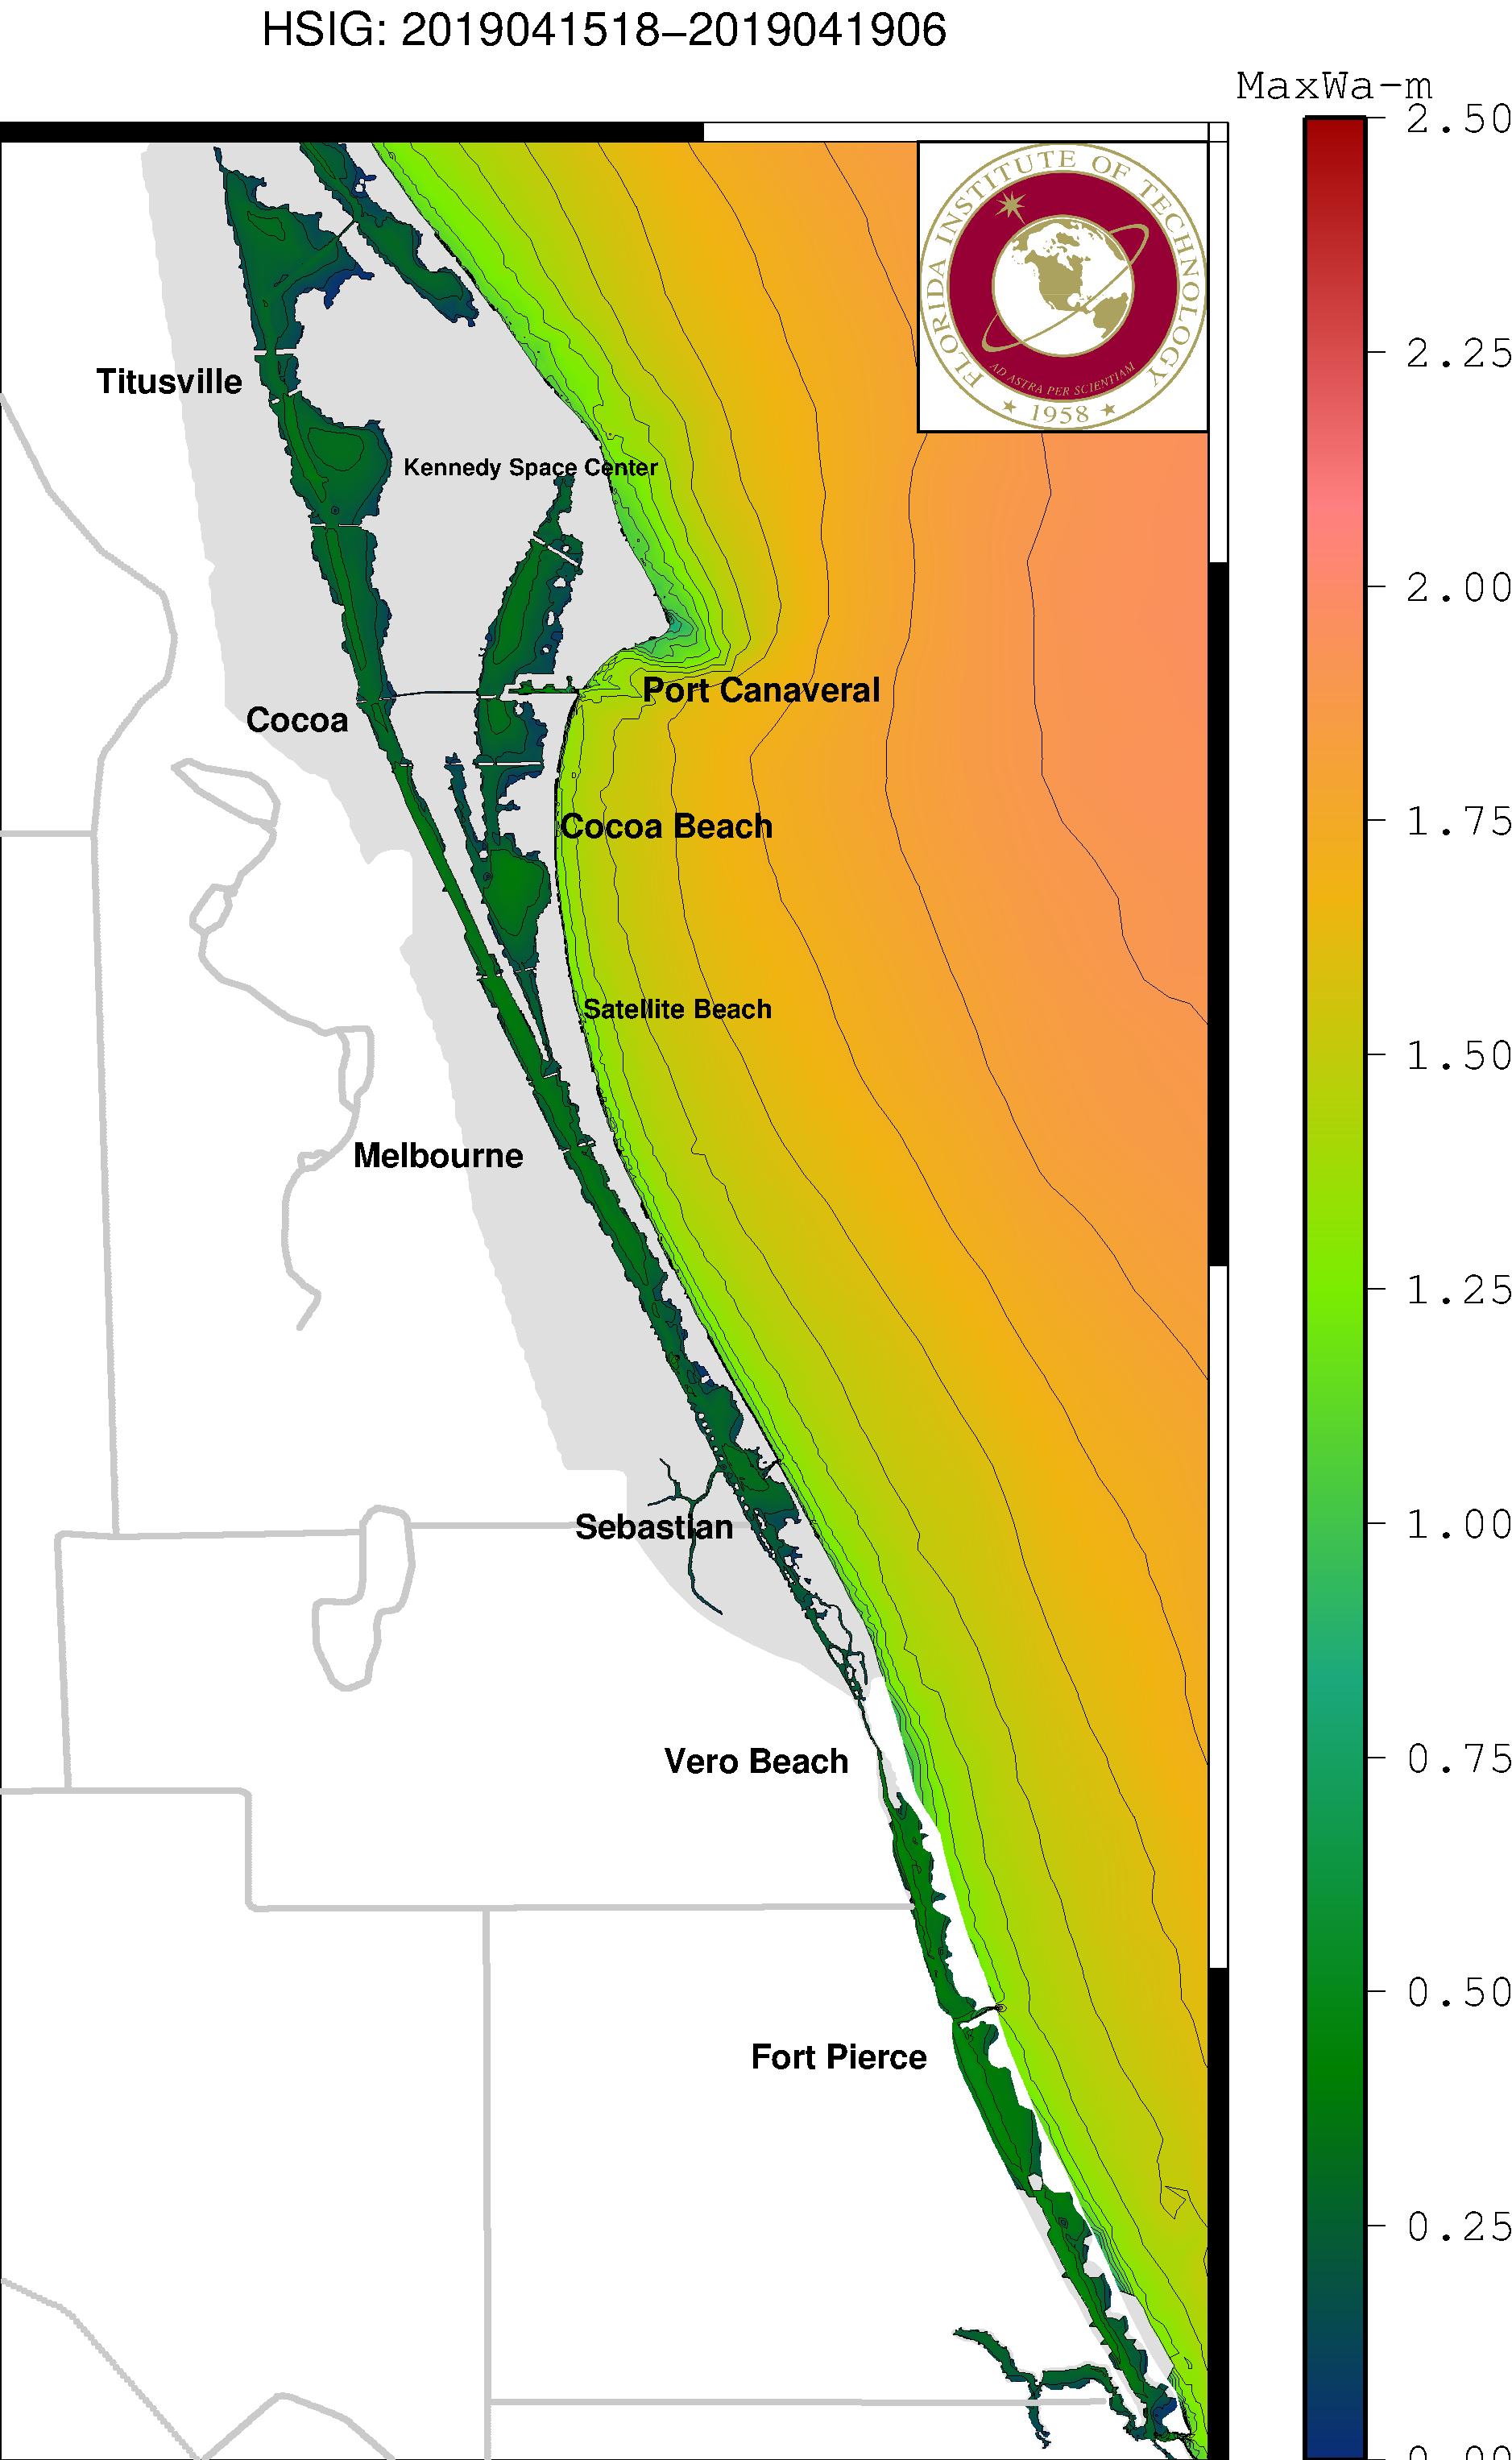 HSIG: 2019041518–2019041906
MaxWa-m
2.50
2.25
2.00
1.75
1.50
1.25
1.00
0.75
0.50
0.25
0.00
FLORIDA INSTITUTE OF TECHNOLOGY
AD ASTRA PER SCIENTIAM
★ 1958 ★
Titusville
Kennedy Space Center
Port Canaveral
Cocoa
Cocoa Beach
Satellite Beach
Melbourne
Sebastian
Vero Beach
Fort Pierce